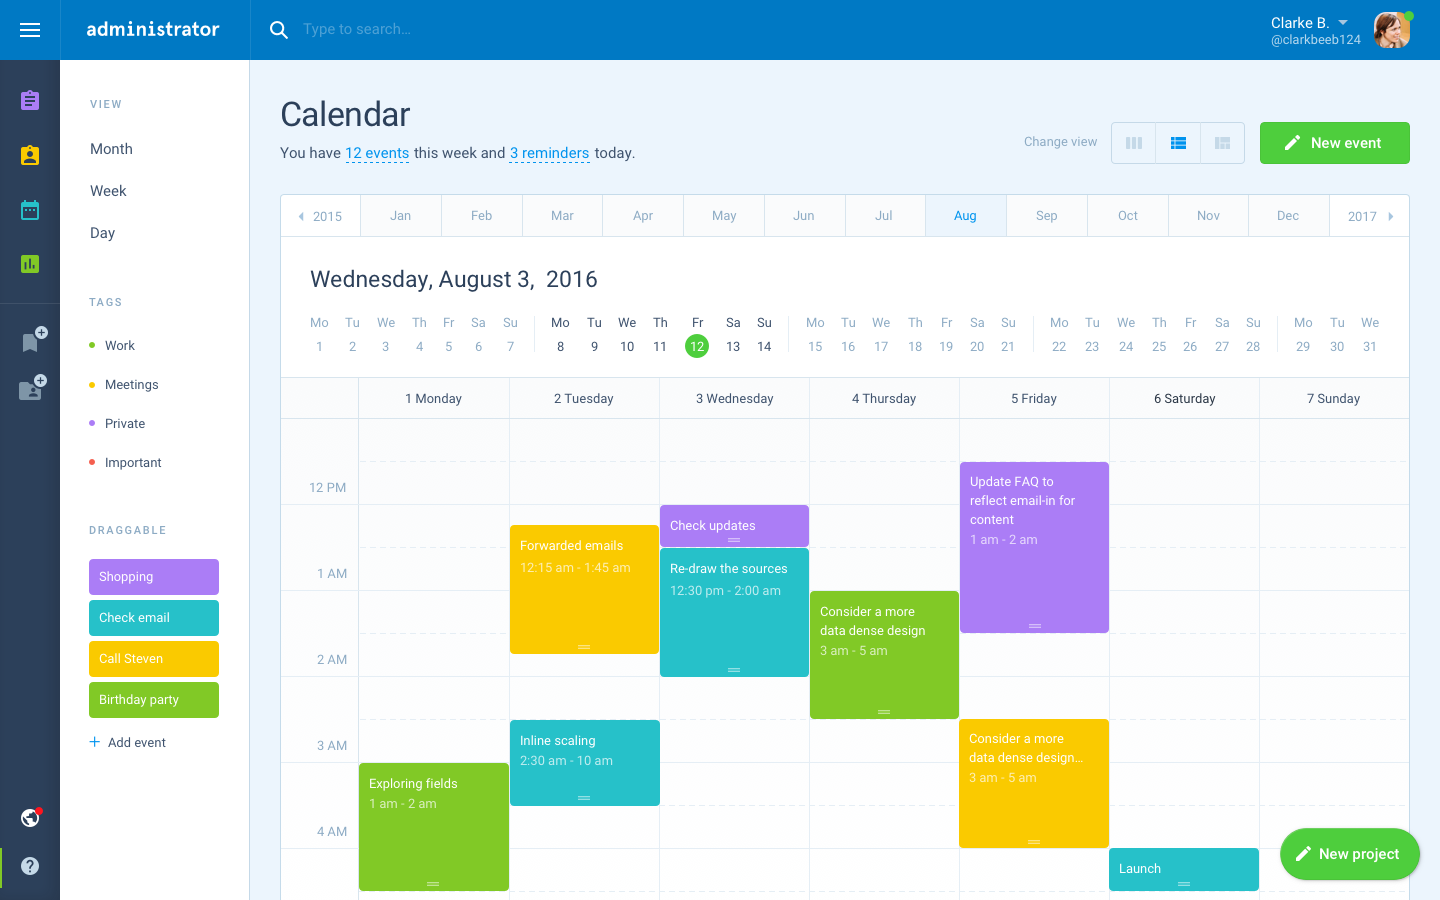 administrator
Type to search...
Clarke B.
@clarkbeeb124
VIEW
Month
Week
Day
TAGS
Work
Meetings
Private
Important
DRAGGABLE
Shopping
Check email
Call Steven
Birthday party
+ Add event
Calendar
You have 12 events this week and 3 reminders today.
Change view
New event
2015 Jan Feb Mar Apr May Jun Jul Aug Sep Oct Nov Dec 2017
Wednesday, August 3, 2016
Mo Tu We Th Fr Sa Su Mo Tu We Th Fr Sa Su Mo Tu We Th Fr Sa Su Mo Tu We Th Fr Sa Su Mo Tu We
1 2 3 4 5 6 7 8 9 10 11 12 13 14 15 16 17 18 19 20 21 22 23 24 25 26 27 28 29 30 31
1 Monday 2 Tuesday 3 Wednesday 4 Thursday 5 Friday 6 Saturday 7 Sunday
12 PM
1 AM
2 AM
3 AM
4 AM
Exploring fields
1 am - 2 am
Forwarded emails
12:15 am - 1:45 am
Inline scaling
2:30 am - 10 am
Check updates
Re-draw the sources
12:30 pm - 2:00 am
Consider a more
data dense design
3 am - 5 am
Update FAQ to
reflect email-in for
content
1 am - 2 am
Consider a more
data dense design...
3 am - 5 am
Launch
New project